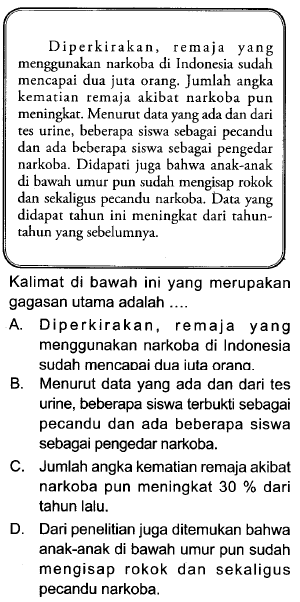 Diperkirakan, remaja yang
menggunakan narkoba di Indonesia sudah
mencapai dua juta orang. Jumlah angka
kematian remaja akibat narkoba pun
meningkat. Menurut data yang ada dan dari
tes urine, beberapa siswa sebagai pecandu
dan ada beberapa siswa sebagai pengedar
narkoba. Didapati juga bahwa anak-anak
di bawah umur pun sudah mengisap rokok
dan sekaligus pecandu narkoba. Data yang
didapat tahun ini meningkat dari tahun-
tahun yang sebelumnya.
Kalimat di bawah ini yang merupakan
gagasan utama adalah ....
A. Diperkirakan, remaja yang
menggunakan narkoba di Indonesia
sudah mencapai dua juta orang.
B. Menurut data yang ada dan dari tes
urine, beberapa siswa terbukti sebagai
pecandu dan ada beberapa siswa
sebagai pengedar narkoba.
C. Jumlah angka kematian remaja akibat
narkoba pun meningkat 30 % dari
tahun lalu.
D. Dari penelitian juga ditemukan bahwa
anak-anak di bawah umur pun sudah
mengisap rokok dan sekaligus
pecandu narkoba.